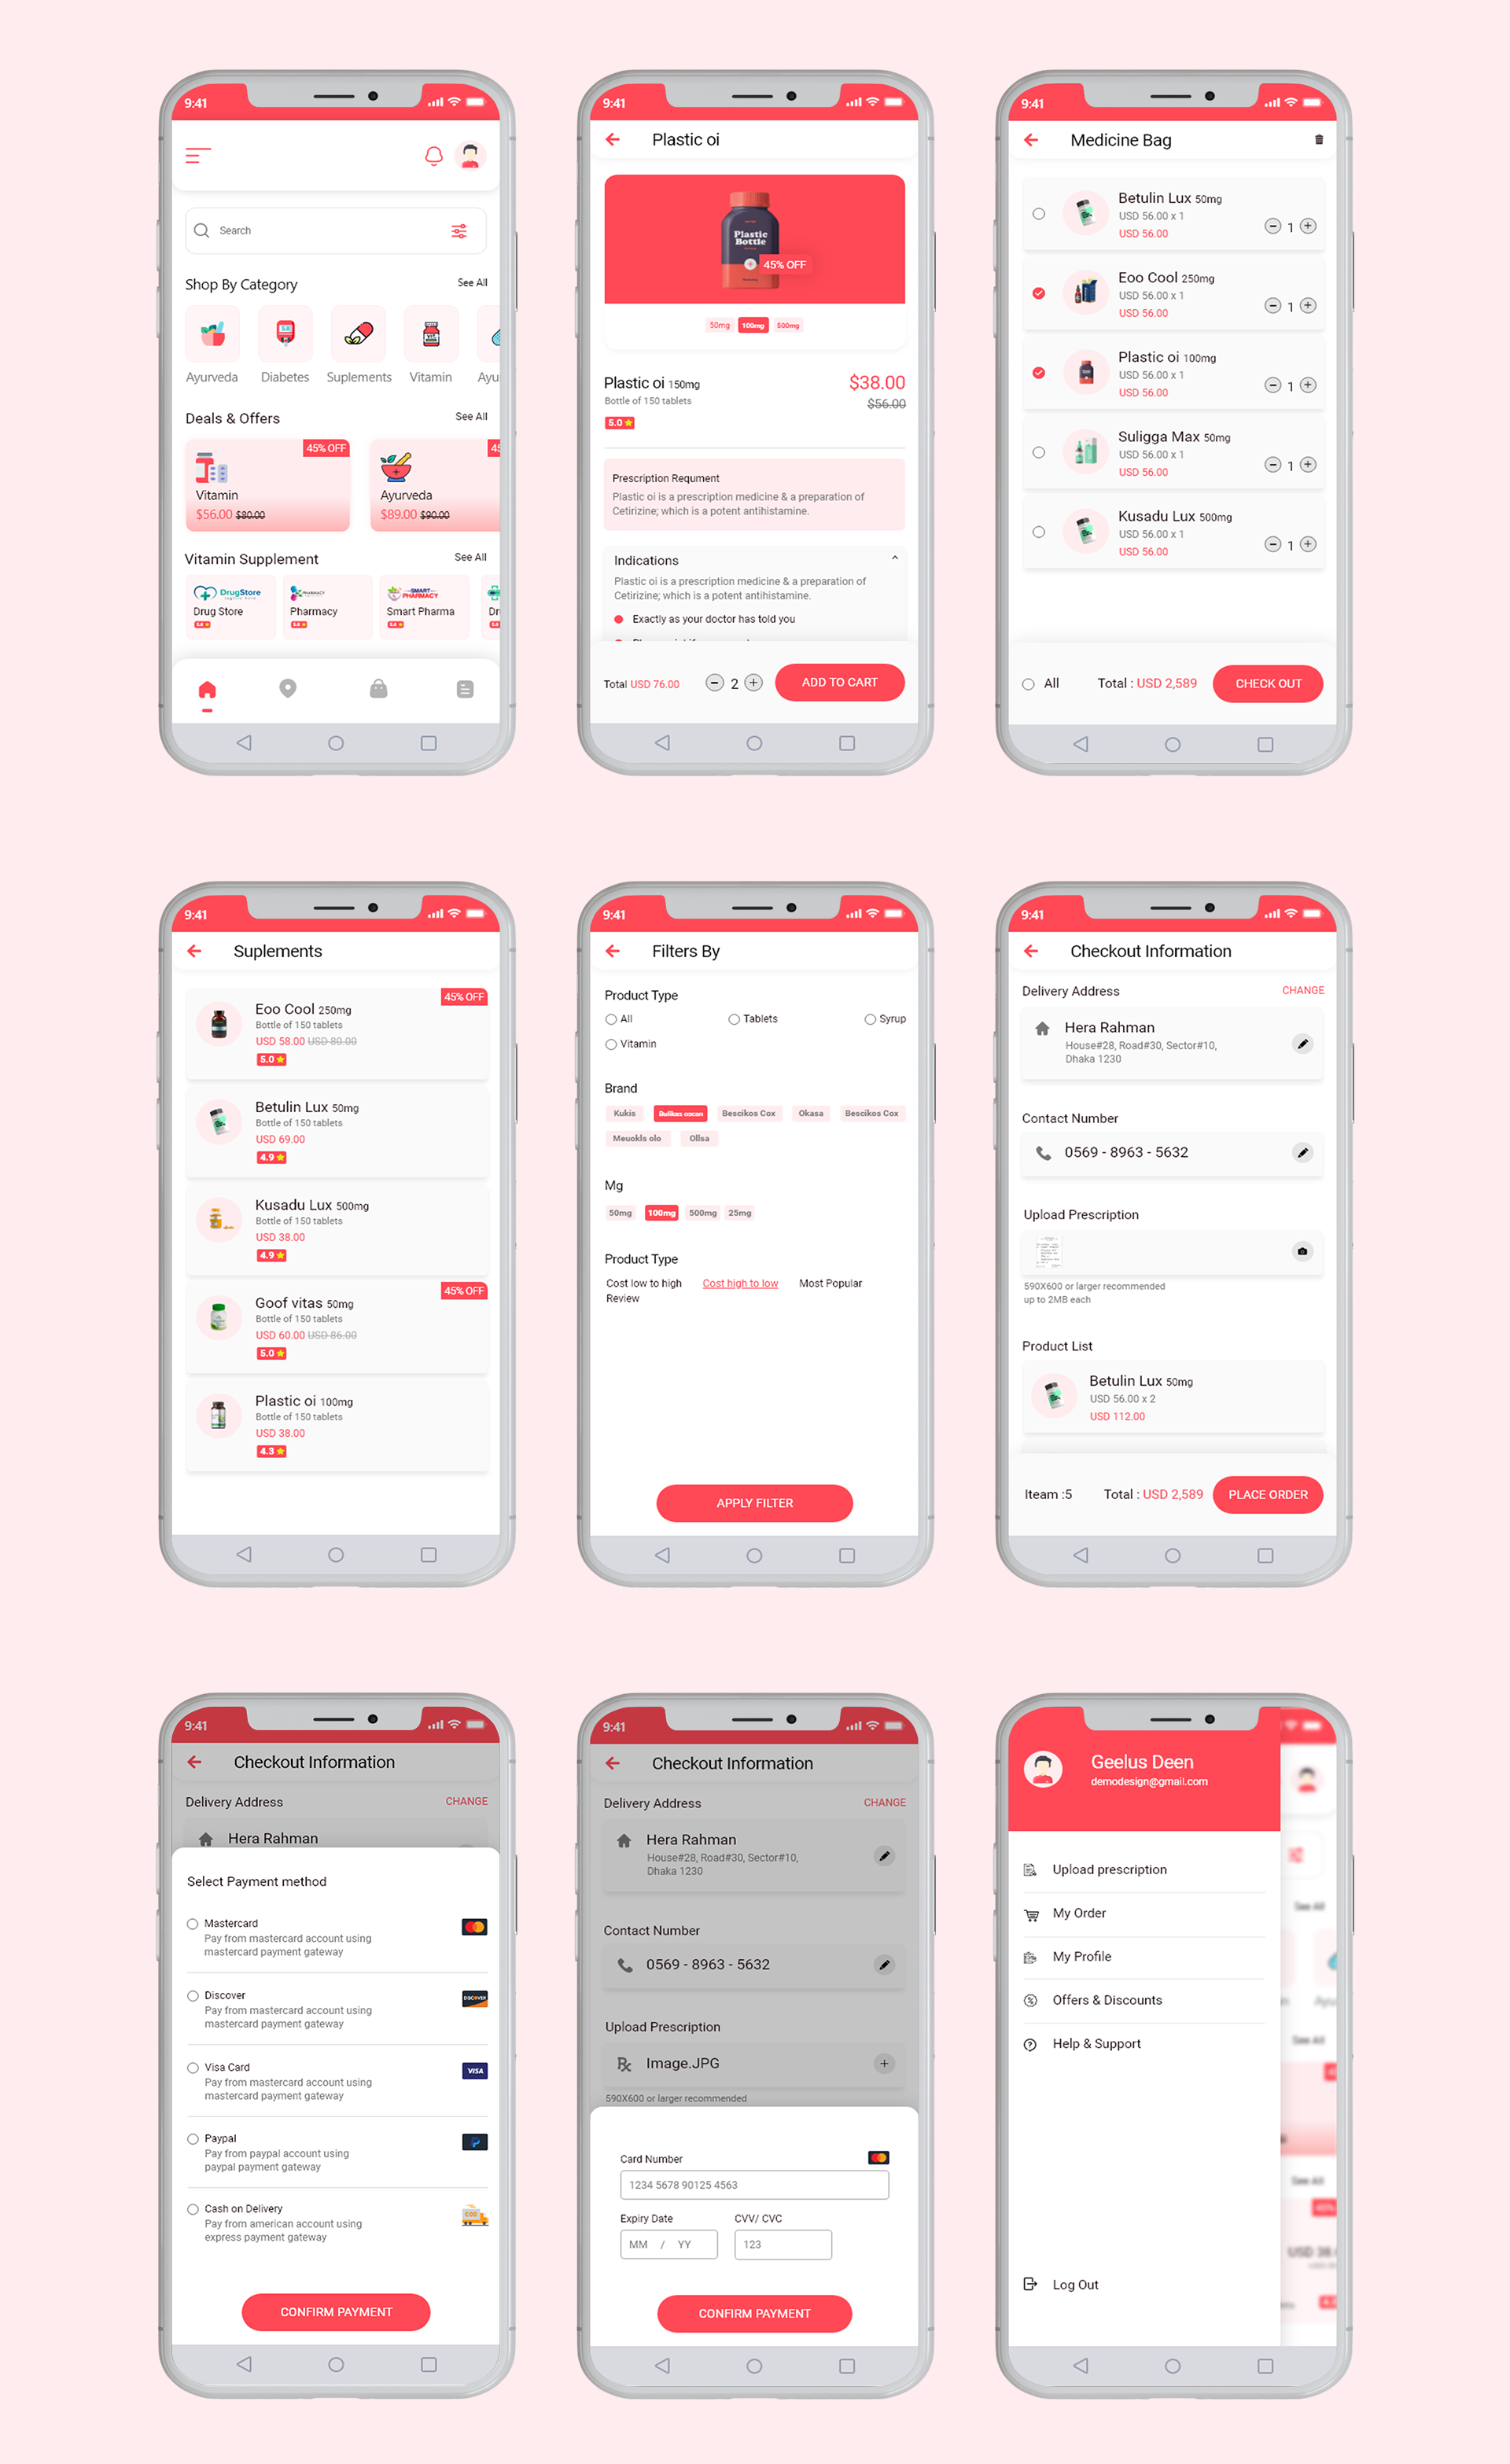 9:41
Search
Shop By Category
See All
Ayurveda
Diabetes
Suplements
Vitamin
Ayu
Deals & Offers
See All
45% OFF
Vitamin
$56.00 $80.00
45
Ayurveda
$89.00 $90.00
Vitamin Supplement
See All
DrugStore
Drug Store
PHARMACY
Pharmacy
SMART
PHARMACY
Smart Pharma
Dr
9:41
Plastic oi
Plastic
Bottle
45% OFF
50mg
100mg
500mg
Plastic oi 150mg
$38.00
Bottle of 150 tablets
$56.00
5.0
Prescription Requment
Plastic oi is a prescription medicine & a preparation of
Cetirizine; which is a potent antihistamine.
Indications
Plastic oi is a prescription medicine & a preparation of
Cetirizine; which is a potent antihistamine.
Exactly as your doctor has told you
Total USD 76.00
2
ADD TO CART
9:41
Medicine Bag
Betulin Lux 50mg
USD 56.00 x 1
USD 56.00
1
Eoo Cool 250mg
USD 56.00 x 1
USD 56.00
1
Plastic oi 100mg
USD 56.00 x 1
USD 56.00
1
Suligga Max 50mg
USD 56.00 x 1
USD 56.00
1
Kusadu Lux 500mg
USD 56.00 x 1
USD 56.00
1
All
Total : USD 2,589
CHECK OUT
9:41
Suplements
45% OFF
Eoo Cool 250mg
Bottle of 150 tablets
USD 58.00 USD 80.00
5.0
Betulin Lux 50mg
Bottle of 150 tablets
USD 69.00
4.9
Kusadu Lux 500mg
Bottle of 150 tablets
USD 38.00
4.9
45% OFF
Goof vitas 50mg
Bottle of 150 tablets
USD 60.00 USD 86.00
5.0
Plastic oi 100mg
Bottle of 150 tablets
USD 38.00
4.3
9:41
Filters By
Product Type
All
Tablets
Syrup
Vitamin
Brand
Kukis
Bulikas oscan
Bescikos Cox
Okasa
Bescikos Cox
Meuokls olo
Ollsa
Mg
50mg
100mg
500mg
25mg
Product Type
Cost low to high
Cost high to low
Most Popular
Review
APPLY FILTER
9:41
Checkout Information
Delivery Address
CHANGE
Hera Rahman
House#28, Road#30, Sector#10,
Dhaka 1230
Contact Number
0569 - 8963 - 5632
Upload Prescription
590X600 or larger recommended
up to 2MB each
Product List
Betulin Lux 50mg
USD 56.00 x 2
USD 112.00
Iteam :5
Total : USD 2,589
PLACE ORDER
9:41
Checkout Information
Delivery Address
CHANGE
Hera Rahman
Select Payment method
Mastercard
Pay from mastercard account using
mastercard payment gateway
Discover
DISCOVER
Pay from mastercard account using
mastercard payment gateway
Visa Card
VISA
Pay from mastercard account using
mastercard payment gateway
Paypal
Pay from paypal account using
paypal payment gateway
Cash on Delivery
COD
Pay from american account using
express payment gateway
CONFIRM PAYMENT
9:41
Checkout Information
Delivery Address
CHANGE
Hera Rahman
House#28, Road#30, Sector#10,
Dhaka 1230
Contact Number
0569 - 8963 - 5632
Upload Prescription
Image.JPG
590X600 or larger recommended
Card Number
1234 5678 90125 4563
Expiry Date
CVV/ CVC
MM / YY
123
CONFIRM PAYMENT
Geelus Deen
demodesign@gmail.com
Upload prescription
My Order
My Profile
Offers & Discounts
Help & Support
Log Out
See All
Ayu
See All
See All
USD 38.